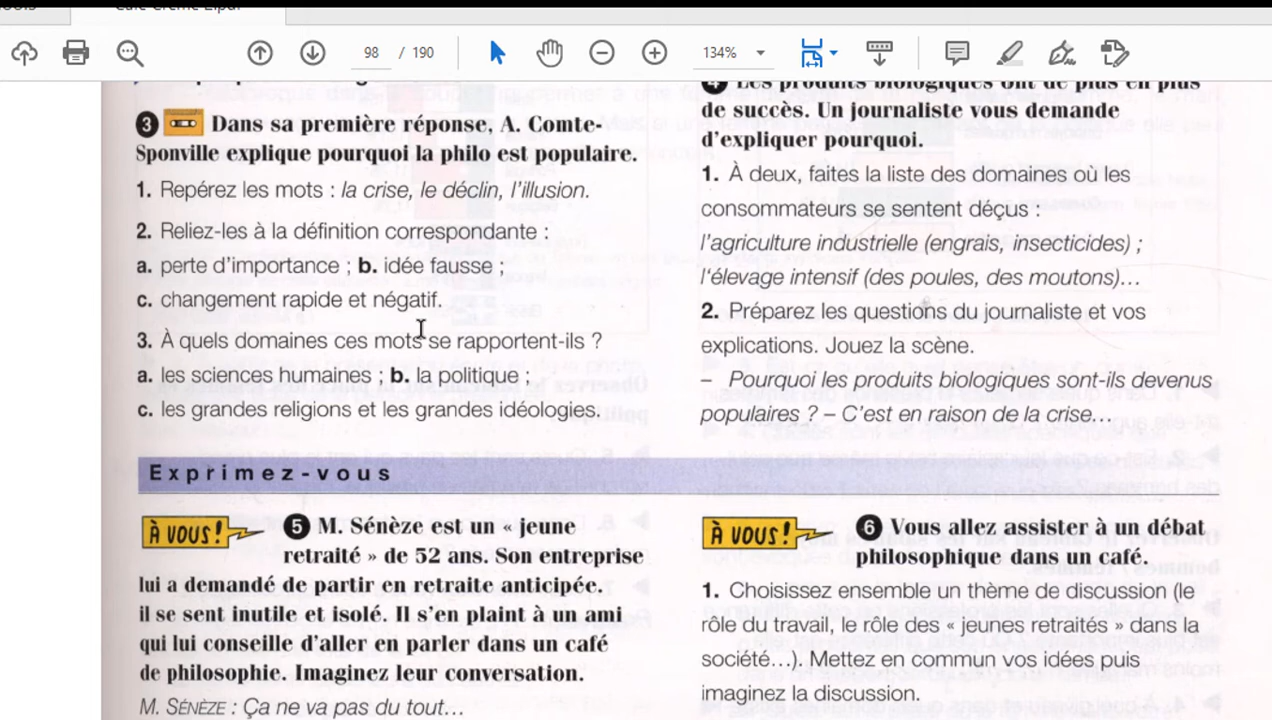 98 / 190
134%
3 Dans sa première réponse, A. Comte-
Sponville explique pourquoi la philo est populaire.
1. Repérez les mots : la crise, le déclin, l'illusion.
2. Reliez-les à la définition correspondante :
a. perte d'importance ; b. idée fausse ;
c. changement rapide et négatif.
3. À quels domaines ces mots se rapportent-ils ?
a. les sciences humaines ; b. la politique ;
c. les grandes religions et les grandes idéologies.
4 Des produits biologiques ont de plus en plus
de succès. Un journaliste vous demande
d'expliquer pourquoi.
1. À deux, faites la liste des domaines où les
consommateurs se sentent déçus :
l'agriculture industrielle (engrais, insecticides) ;
l'élevage intensif (des poules, des moutons)...
2. Préparez les questions du journaliste et vos
explications. Jouez la scène.
– Pourquoi les produits biologiques sont-ils devenus
populaires ? – C'est en raison de la crise...
Exprimez-vous
À VOUS !
5 M. Sénèze est un « jeune
retraité » de 52 ans. Son entreprise
lui a demandé de partir en retraite anticipée.
il se sent inutile et isolé. Il s'en plaint à un ami
qui lui conseille d'aller en parler dans un café
de philosophie. Imaginez leur conversation.
M. SÉNÈZE : Ça ne va pas du tout...
À VOUS !
6 Vous allez assister à un débat
philosophique dans un café.
1. Choisissez ensemble un thème de discussion (le
rôle du travail, le rôle des « jeunes retraités » dans la
société...). Mettez en commun vos idées puis
imaginez la discussion.